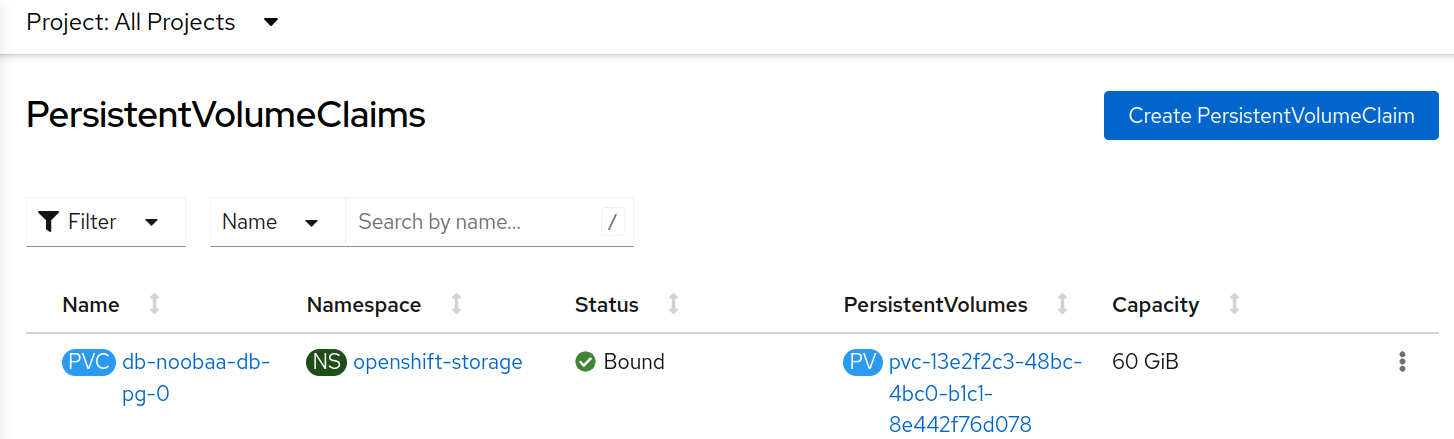 Project: All Projects
PersistentVolumeClaims
Create PersistentVolumeClaim
Filter Name Search by name... /
Name Namespace Status PersistentVolumes Capacity
PVC db-noobaa-db- NS openshift-storage Bound PV pvc-13e2f2c3-48bc- 60 GiB
pg-0 4bc0-b1c1-
8e442f76d078